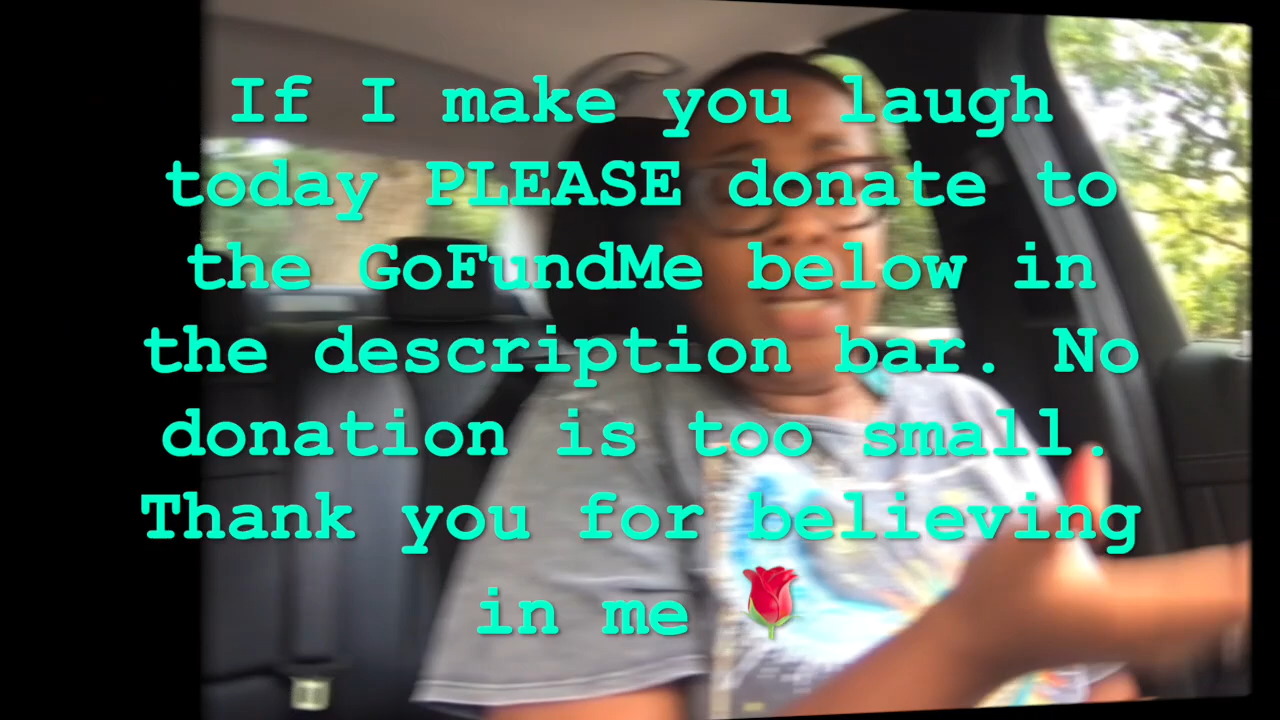 If I make you laugh
today PLEASE donate to
the GoFundMe below in
the description bar. No
donation is too small.
Thank you for believing
in me 🌹